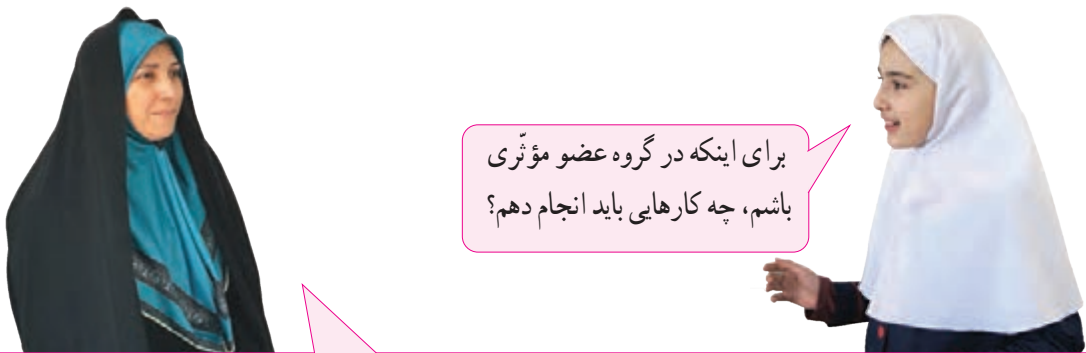 برای اینکه در گروه عضو مؤثّری
باشم، چه کارهایی باید انجام دهم؟